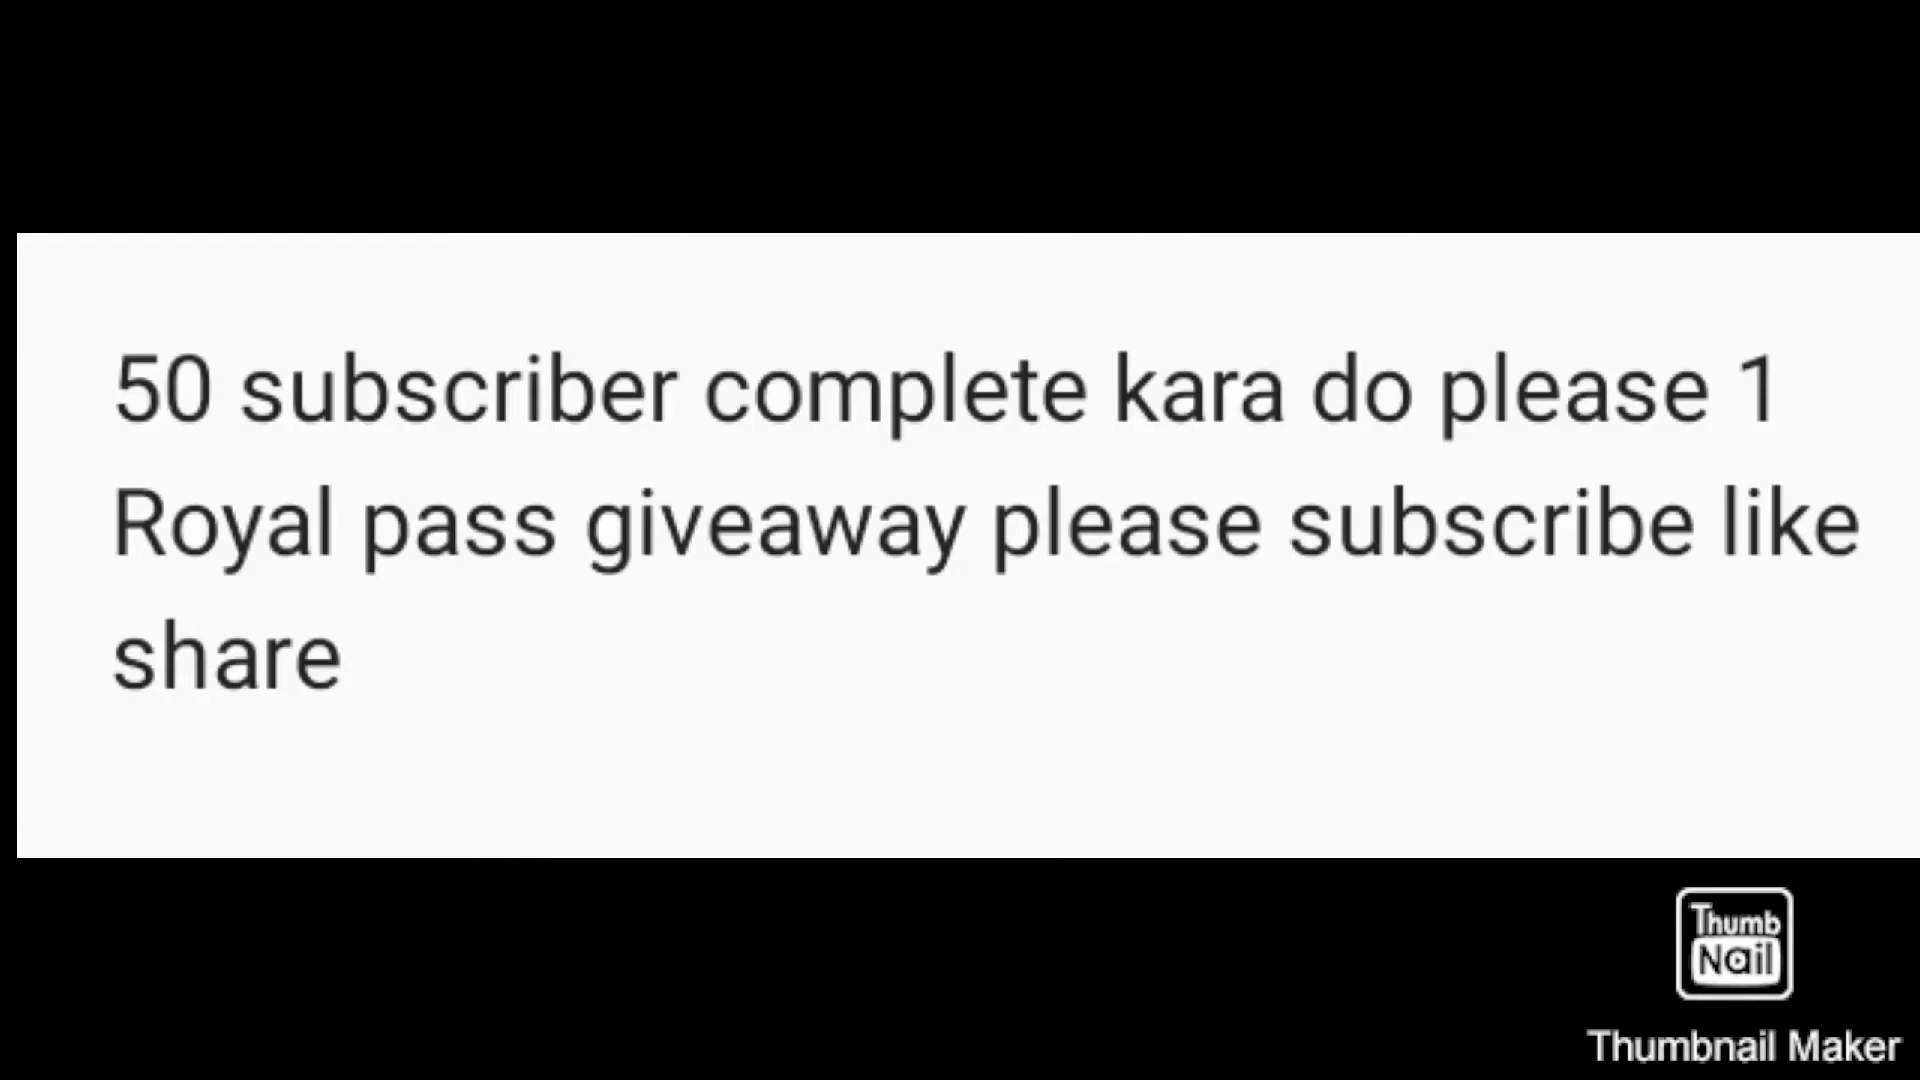 50 subscriber complete kara do please 1
Royal pass giveaway please subscribe like
share
Thumb
Nail
Thumbnail Maker